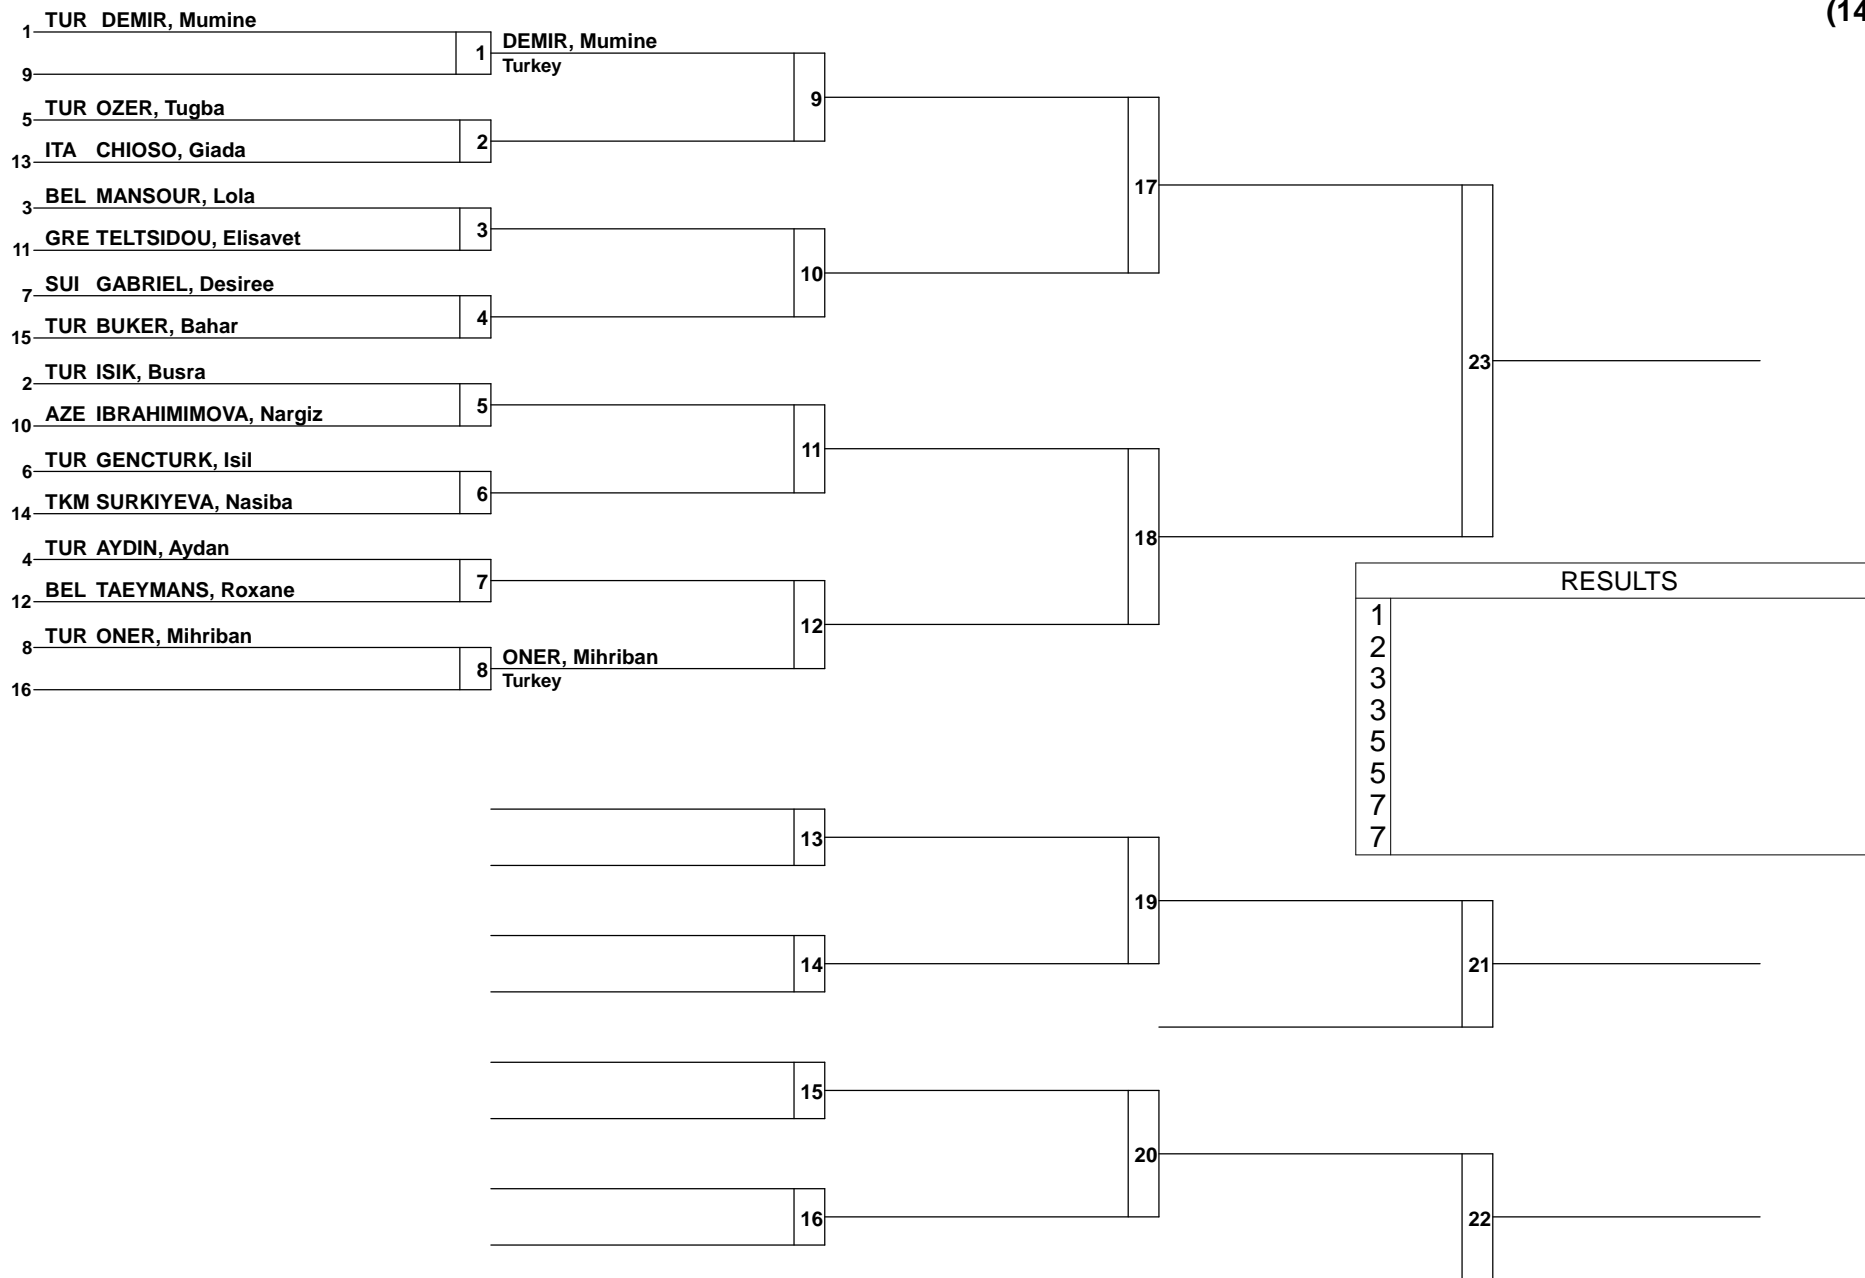 (14
1 TUR DEMIR, Mumine
1 DEMIR, Mumine
Turkey
9
9
5 TUR OZER, Tugba
2
13 ITA CHIOSO, Giada
17
3 BEL MANSOUR, Lola
3
11 GRE TELTSIDOU, Elisavet
10
7 SUI GABRIEL, Desiree
4
15 TUR BUKER, Bahar
23
2 TUR ISIK, Busra
5
10 AZE IBRAHIMIMOVA, Nargiz
11
6 TUR GENCTURK, Isil
6
14 TKM SURKIYEVA, Nasiba
18
4 TUR AYDIN, Aydan
7
12 BEL TAEYMANS, Roxane
12
8 TUR ONER, Mihriban
8 ONER, Mihriban
Turkey
16
RESULTS
1
2
3
3
5
5
7
7
13
19
14
21
15
20
16
22